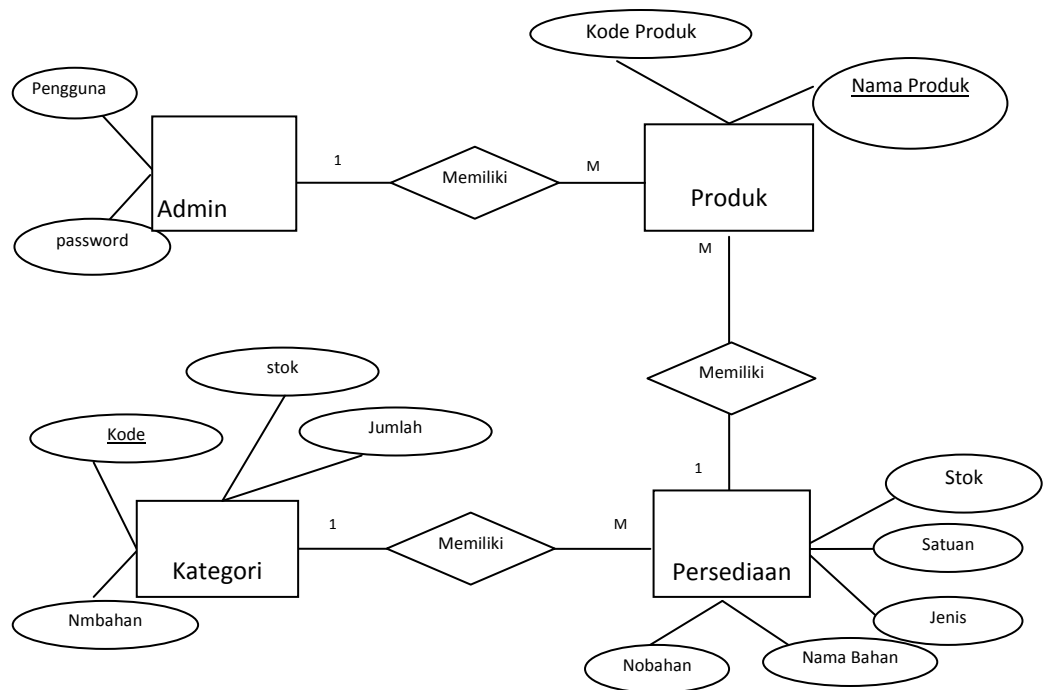 Kode Produk
Pengguna
Nama Produk
1
Memiliki
M
Produk
Admin
password
M
stok
Memiliki
Kode
Jumlah
1
Stok
1
Memiliki
M
Satuan
Kategori
Persediaan
Nmbahan
Jenis
Nobahan
Nama Bahan